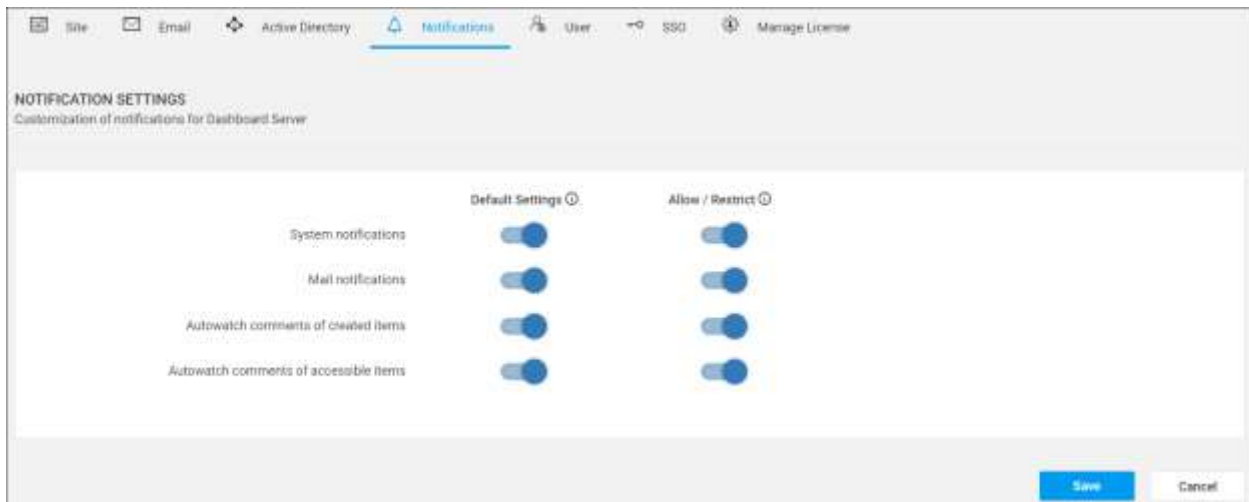 Site Email Active Directory Notifications User SSO Manage License
NOTIFICATION SETTINGS
Customization of notifications for Dashboard Server
Default Settings Allow / Restrict
System notifications
Mail notifications
Autowatch comments of created items
Autowatch comments of accessible items
Save Cancel